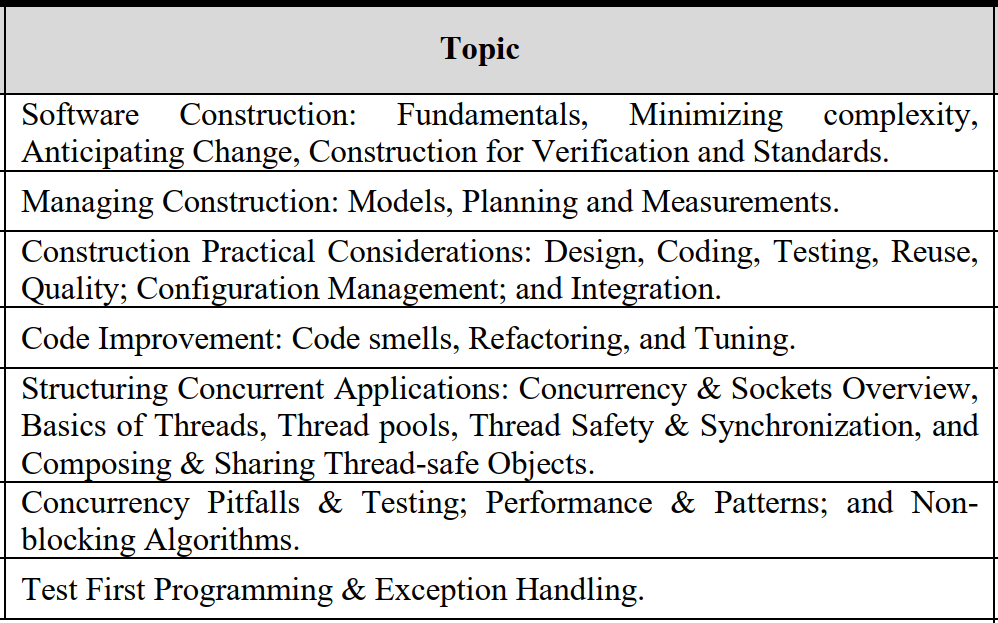 Topic
Software Construction: Fundamentals, Minimizing complexity,
Anticipating Change, Construction for Verification and Standards.
Managing Construction: Models, Planning and Measurements.
Construction Practical Considerations: Design, Coding, Testing, Reuse,
Quality; Configuration Management; and Integration.
Code Improvement: Code smells, Refactoring, and Tuning.
Structuring Concurrent Applications: Concurrency & Sockets Overview,
Basics of Threads, Thread pools, Thread Safety & Synchronization, and
Composing & Sharing Thread-safe Objects.
Concurrency Pitfalls & Testing; Performance & Patterns; and Non-
blocking Algorithms.
Test First Programming & Exception Handling.